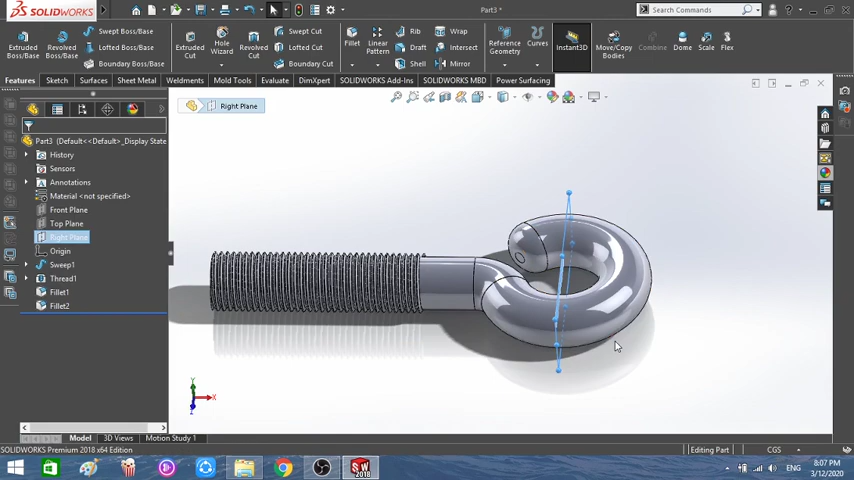 SOLIDWORKS
Part3 *
Search Commands
Extruded Boss/Base
Revolved Boss/Base
Swept Boss/Base
Lofted Boss/Base
Boundary Boss/Base
Extruded Cut
Hole Wizard
Revolved Cut
Swept Cut
Lofted Cut
Boundary Cut
Fillet
Linear Pattern
Rib
Draft
Shell
Wrap
Intersect
Mirror
Reference Geometry
Curves
Instant3D
Move/Copy Bodies
Combine
Dome
Scale
Flex
Features
Sketch
Surfaces
Sheet Metal
Weldments
Mold Tools
Evaluate
DimXpert
SOLIDWORKS Add-Ins
SOLIDWORKS MBD
Power Surfacing
Right Plane
Part3 (Default<<Default>_Display State
History
Sensors
Annotations
Material <not specified>
Front Plane
Top Plane
Right Plane
Origin
Sweep1
Thread1
Fillet1
Fillet2
Y
X
Z
Model
3D Views
Motion Study 1
SOLIDWORKS Premium 2018 x64 Edition
Editing Part
CGS
SW
2018
ENG
8:07 PM
3/12/2020